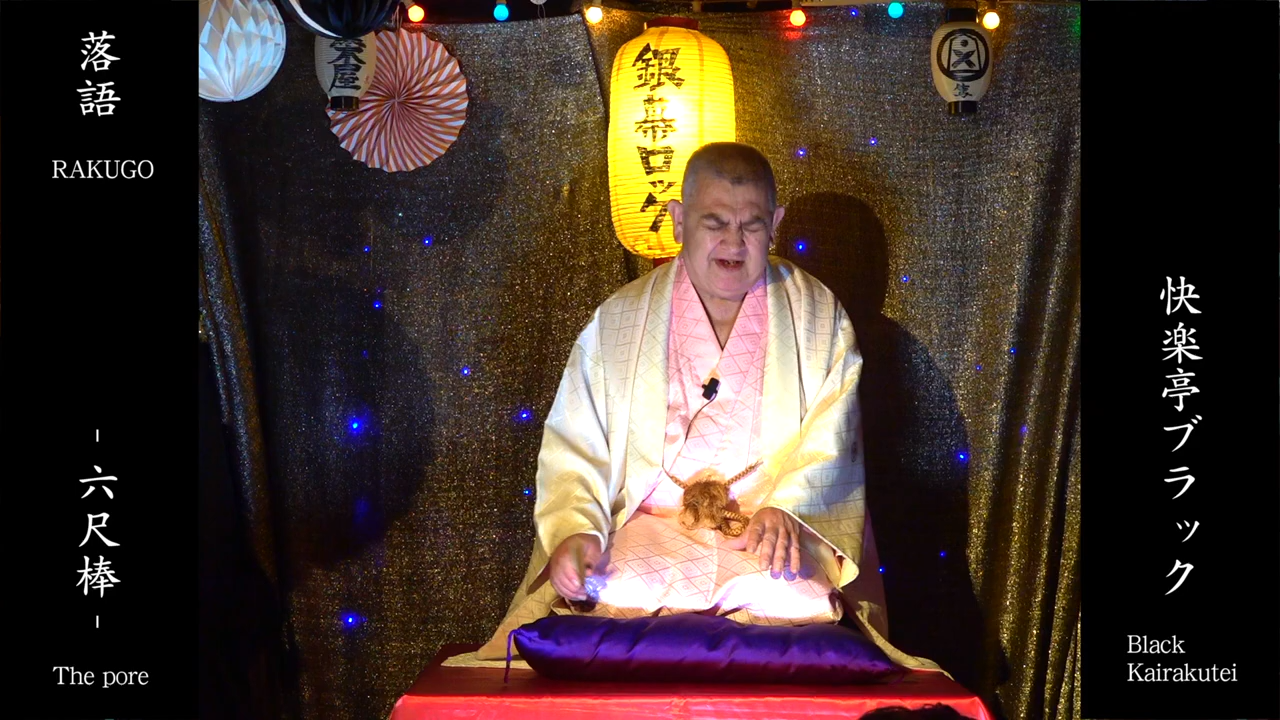 落語
RAKUGO
- 六尺棒 -
The pore
銀幕ロック
快楽亭ブラック
Black
Kairakutei